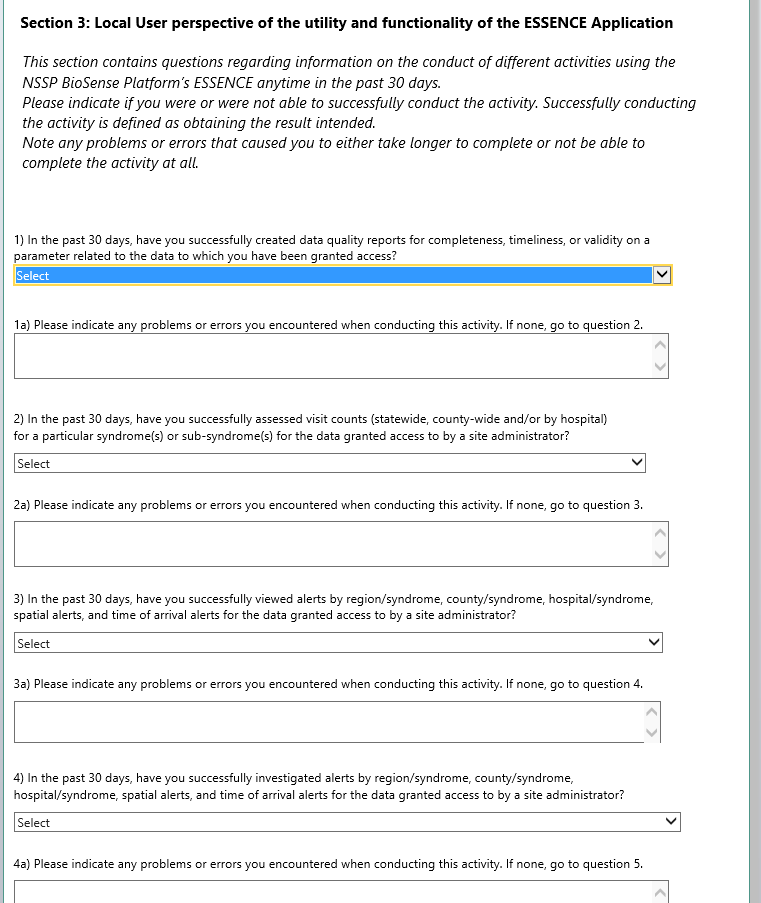 Section 3: Local User perspective of the utility and functionality of the ESSENCE Application
This section contains questions regarding information on the conduct of different activities using the
NSSP BioSense Platform's ESSENCE anytime in the past 30 days.
Please indicate if you were or were not able to successfully conduct the activity. Successfully conducting
the activity is defined as obtaining the result intended.
Note any problems or errors that caused you to either take longer to complete or not be able to
complete the activity at all.
1) In the past 30 days, have you successfully created data quality reports for completeness, timeliness, or validity on a
parameter related to the data to which you have been granted access?
Select
1a) Please indicate any problems or errors you encountered when conducting this activity. If none, go to question 2.
2) In the past 30 days, have you successfully assessed visit counts (statewide, county-wide and/or by hospital)
for a particular syndrome(s) or sub-syndrome(s) for the data granted access to by a site administrator?
Select
2a) Please indicate any problems or errors you encountered when conducting this activity. If none, go to question 3.
3) In the past 30 days, have you successfully viewed alerts by region/syndrome, county/syndrome, hospital/syndrome,
spatial alerts, and time of arrival alerts for the data granted access to by a site administrator?
Select
3a) Please indicate any problems or errors you encountered when conducting this activity. If none, go to question 4.
4) In the past 30 days, have you successfully investigated alerts by region/syndrome, county/syndrome,
hospital/syndrome, spatial alerts, and time of arrival alerts for the data granted access to by a site administrator?
Select
4a) Please indicate any problems or errors you encountered when conducting this activity. If none, go to question 5.